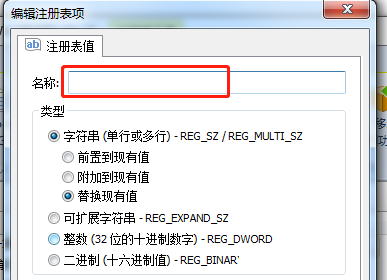 编辑注册表项
注册表值
名称:
类型
字符串 (单行或多行) - REG_SZ / REG_MULTI_SZ
前置到现有值
附加到现有值
替换现有值
可扩展字符串 - REG_EXPAND_SZ
整数 (32 位的十进制数字) - REG_DWORD
二进制 (十六进制值) - REG_BINAR'
移